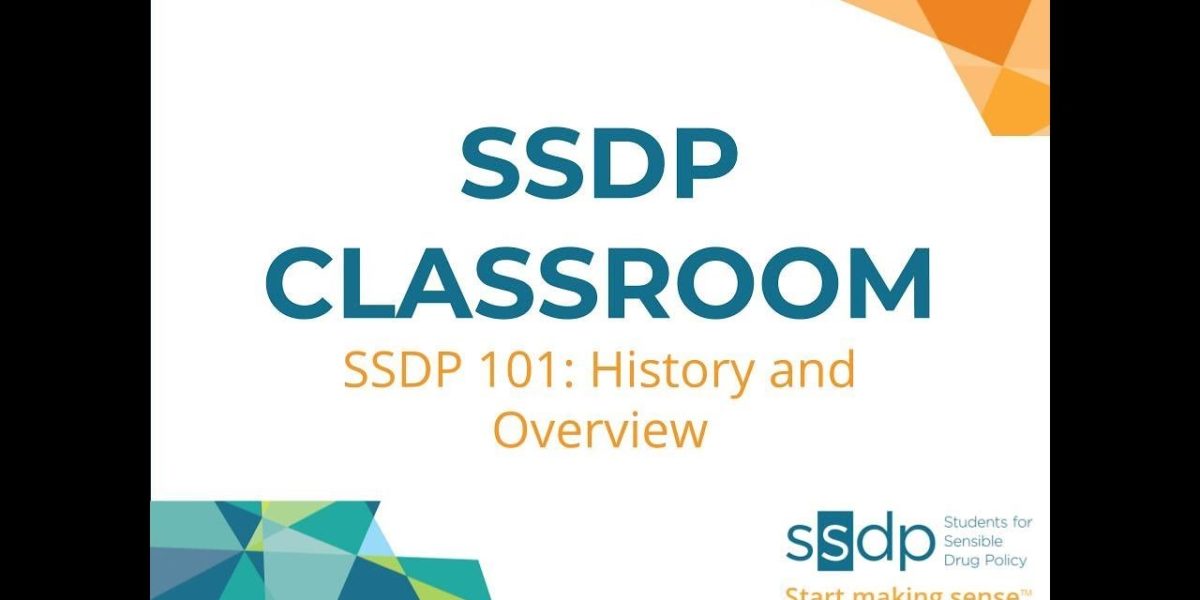 SSDP
CLASSROOM
SSDP 101: History and
Overview
ssdp
Students for
Sensible
Drug Policy
Start making sense™